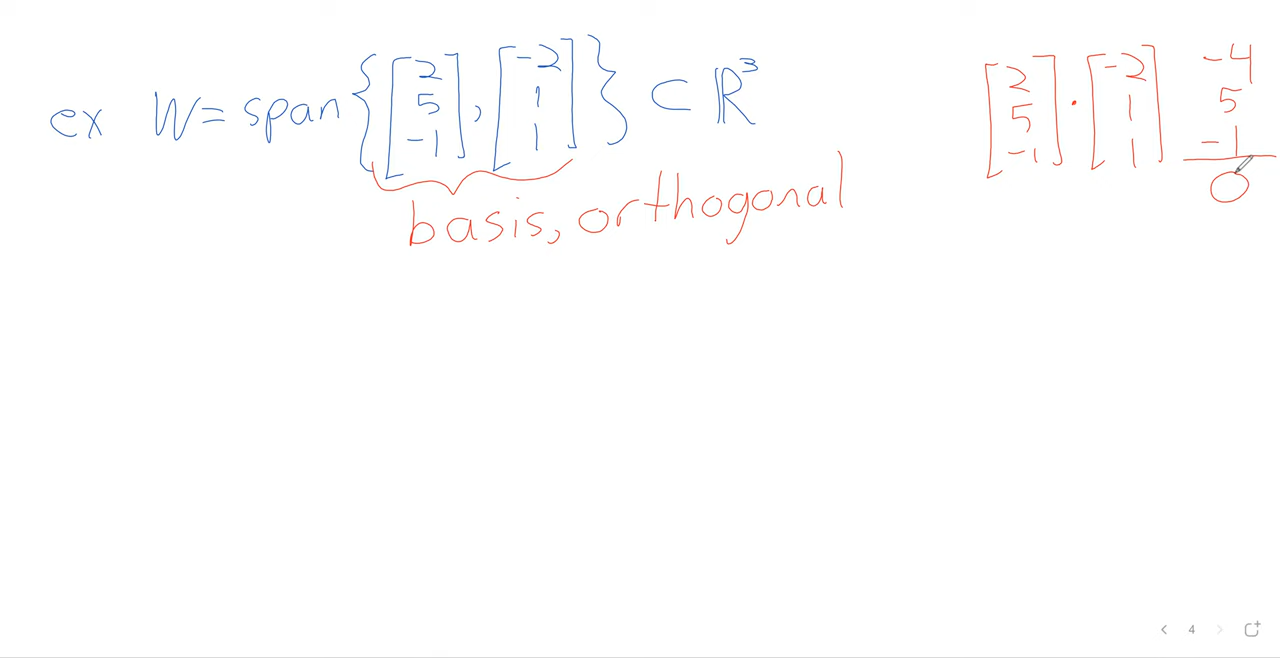 ex W = span { [2 5 -1], [-2 1 1] } ⊂ ℝ³
basis, orthogonal
[2 5 -1] · [-2 1 1]
-4
5
-1
0
4